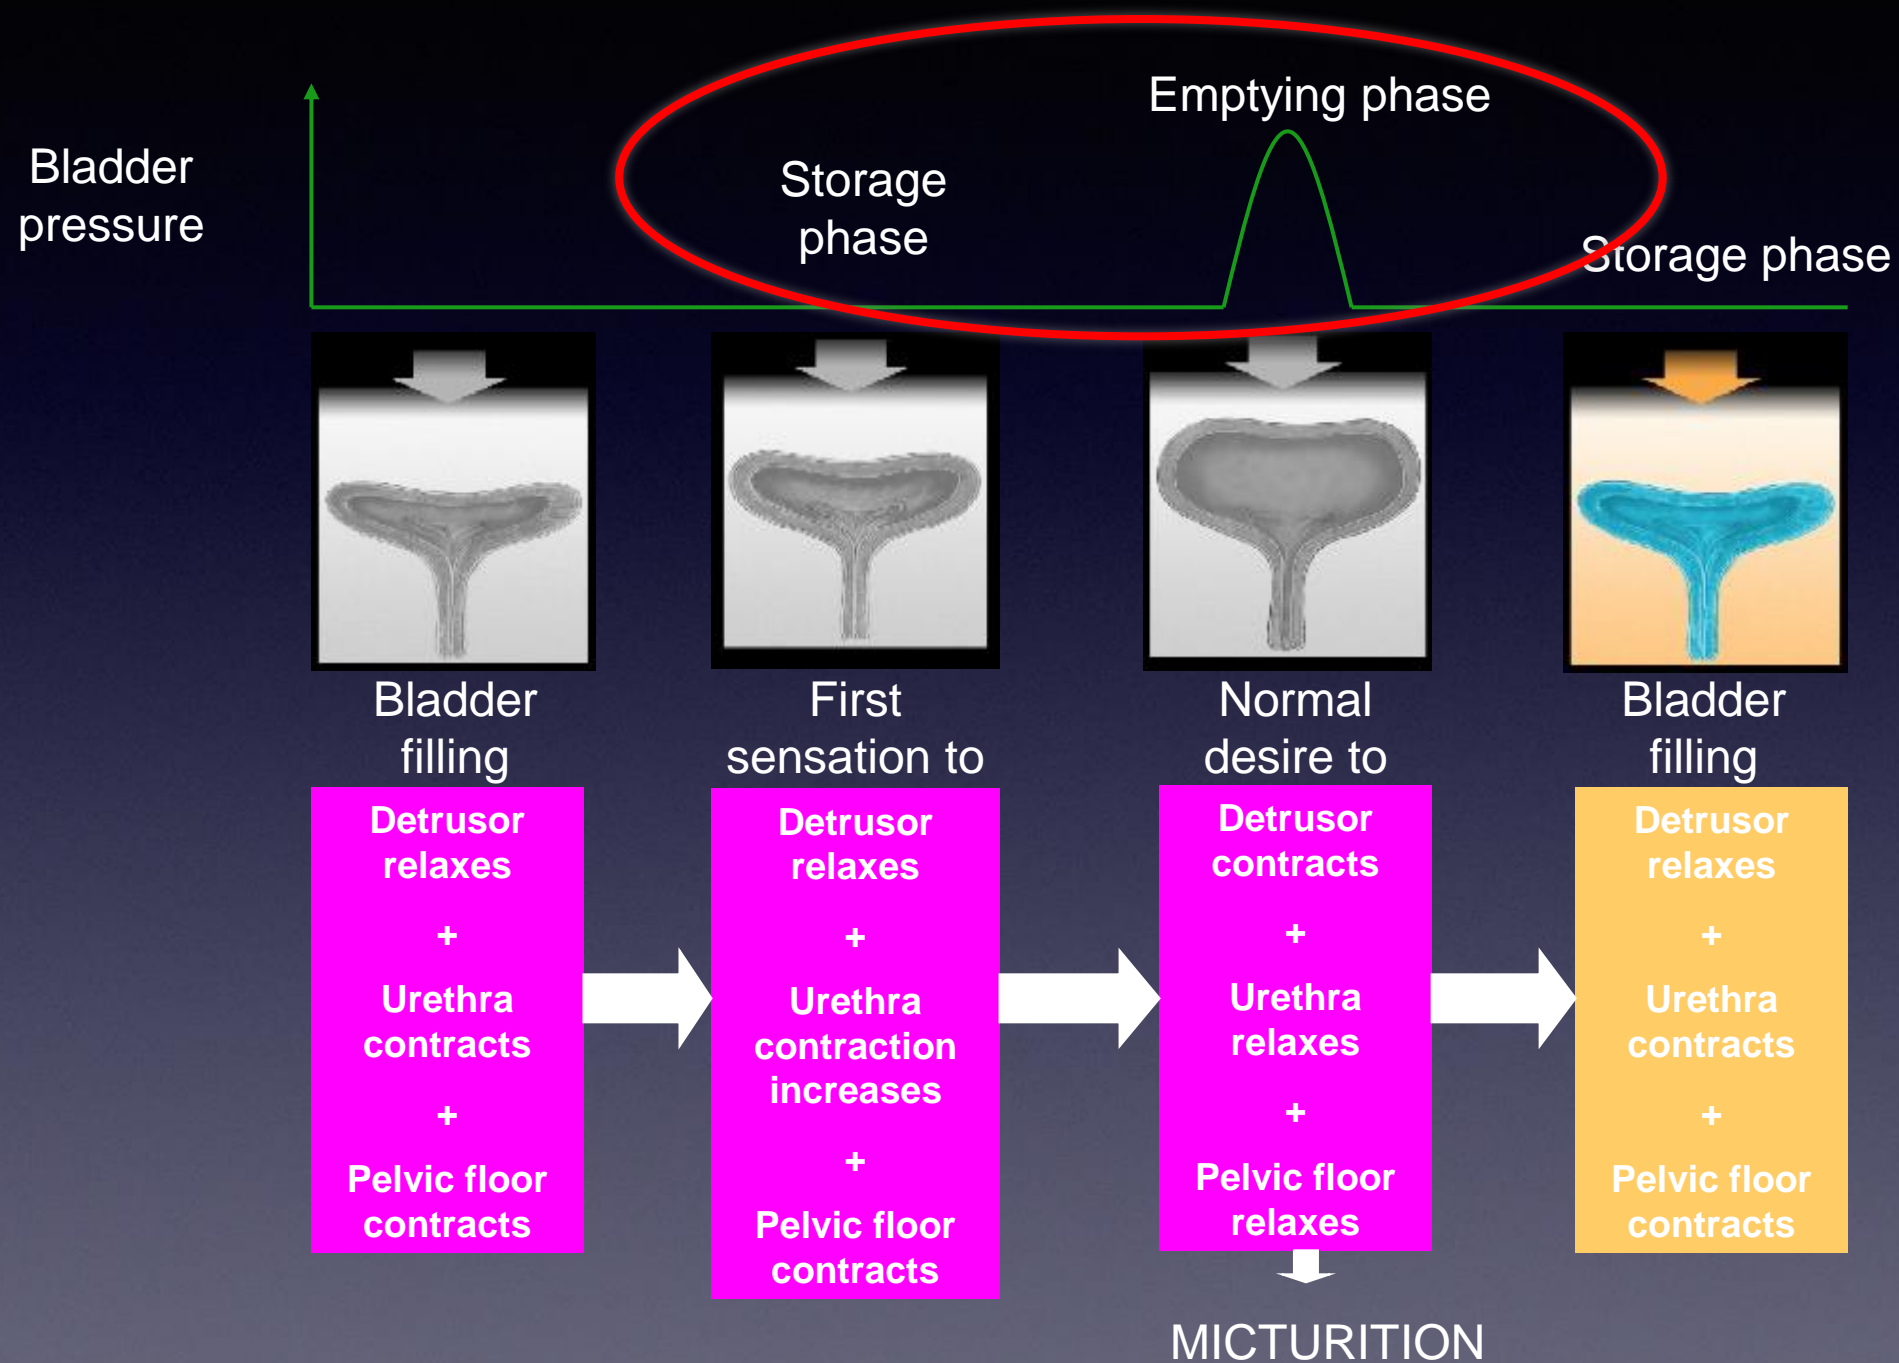 Emptying phase
Bladder
pressure
Storage
phase
Storage phase
Bladder
filling
First
sensation to
Normal
desire to
Bladder
filling
Detrusor
relaxes
+
Urethra
contracts
+
Pelvic floor
contracts
Detrusor
relaxes
+
Urethra
contraction
increases
+
Pelvic floor
contracts
Detrusor
contracts
+
Urethra
relaxes
+
Pelvic floor
relaxes
Detrusor
relaxes
+
Urethra
contracts
+
Pelvic floor
contracts
MICTURITION